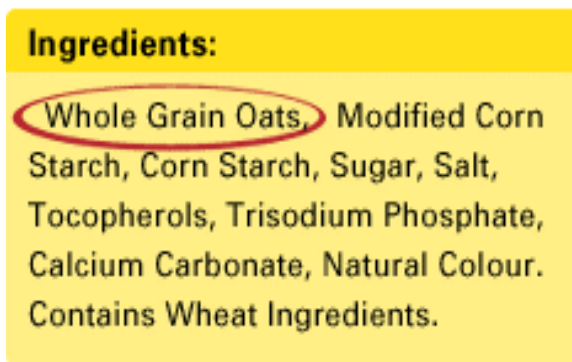 Ingredients:
Whole Grain Oats, Modified Corn
Starch, Corn Starch, Sugar, Salt,
Tocopherols, Trisodium Phosphate,
Calcium Carbonate, Natural Colour.
Contains Wheat Ingredients.